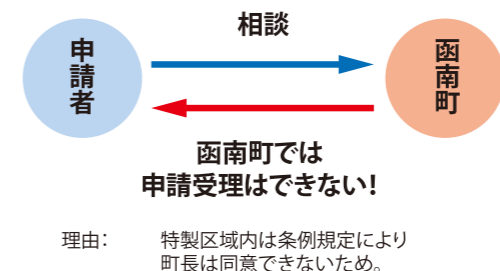 相談
申請者
函南町
函南町では
申請受理はできない!
理由: 特製区域内は条例規定により
町長は同意できないため。